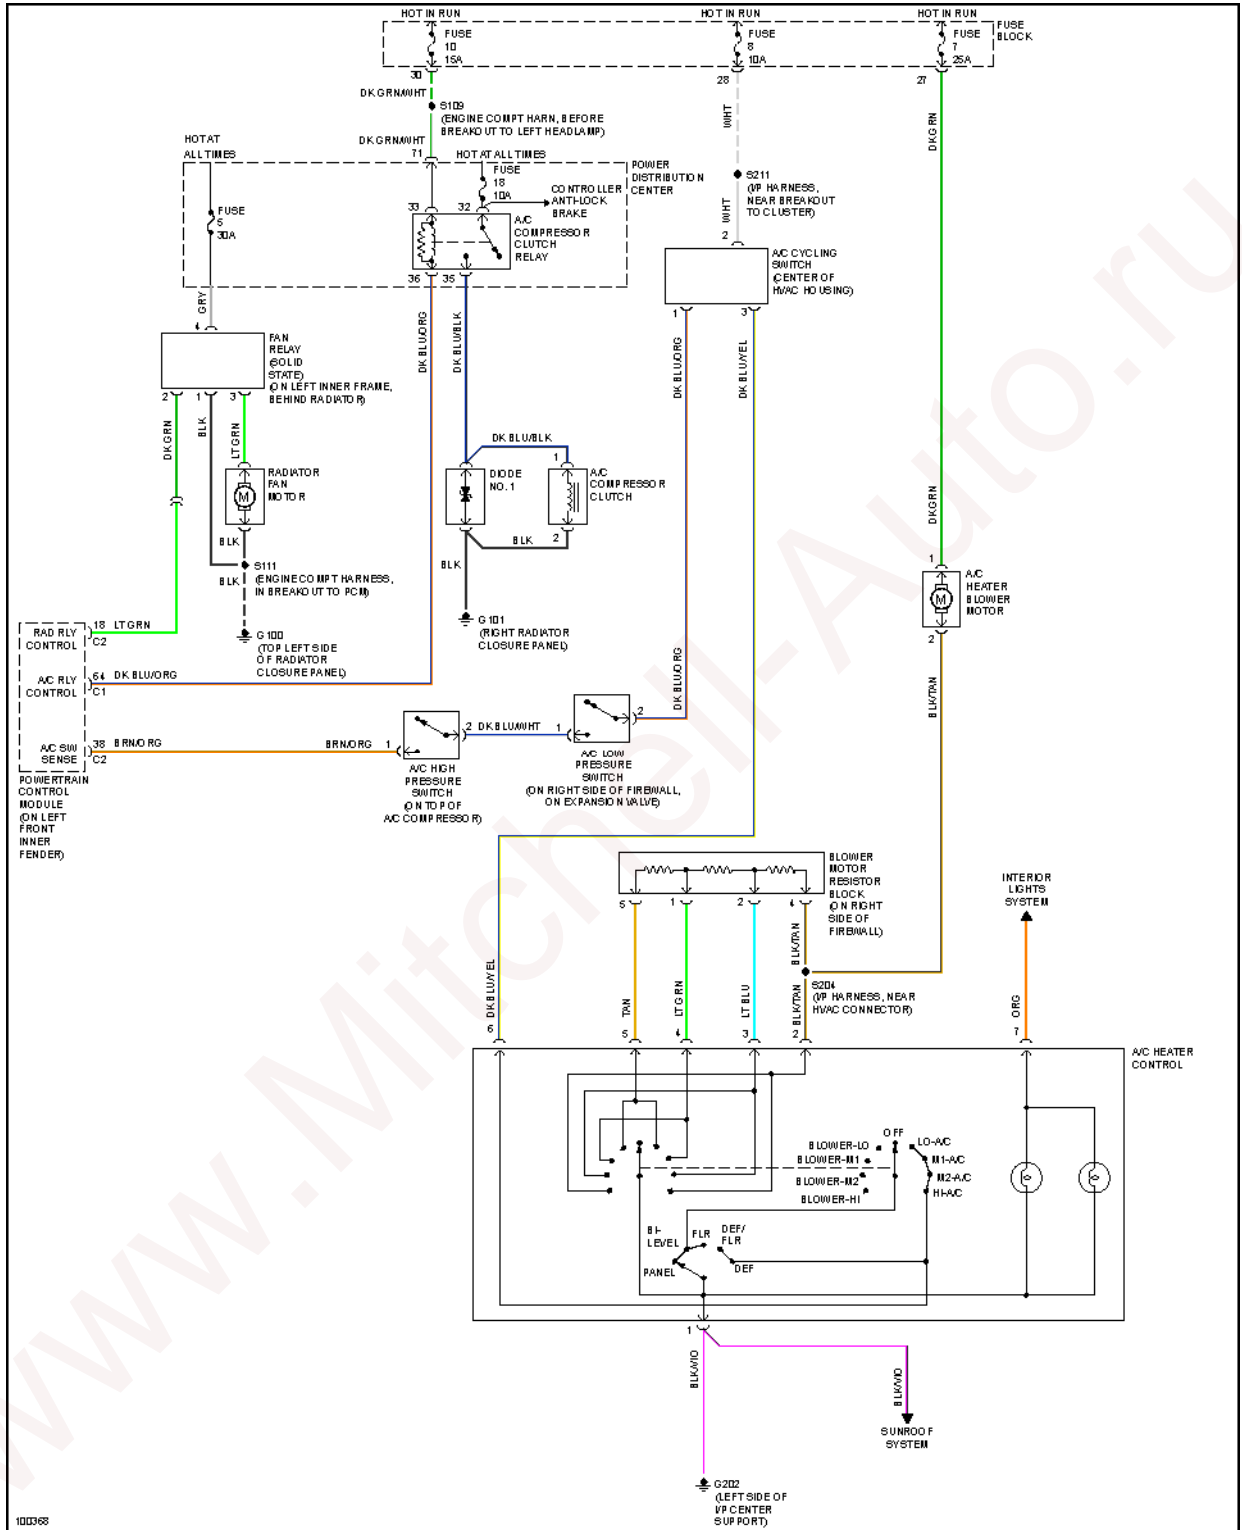 HOT IN RUN
HOT IN RUN
HOT IN RUN
FUSE
10
15A
FUSE
8
10A
FUSE
7
25A
FUSE
BLOCK
30
28
27
DK GRN/WHT
S109
(ENGINE COMPT HARN, BEFORE
BREAKOUT TO LEFT HEADLAMP)
WHT
DK GRN
DK GRN/WHT
71
HOT AT
ALL TIMES
HOT AT ALL TIMES
POWER
DISTRIBUTION
CENTER
FUSE
18
10A
CONTROLLER
ANTI-LOCK
BRAKE
S211
(I/P HARNESS,
NEAR BREAKOUT
TO CLUSTER)
WHT
2
FUSE
5
30A
33
32
A/C
COMPRESSOR
CLUTCH
RELAY
36
35
A/C CYCLING
SWITCH
(CENTER OF
HVAC HOUSING)
1
3
GRY
4
FAN
RELAY
(SOLID
STATE)
(ON LEFT INNER FRAME,
BEHIND RADIATOR)
2
1
3
DK BLU/ORG
DK BLU/BLK
DK BLU/ORG
DK BLU/YEL
DK GRN
BLK
LT GRN
DK BLU/BLK
1
RADIATOR
FAN
MOTOR
M
DIODE
NO. 1
A/C
COMPRESSOR
CLUTCH
DK GRN
BLK
BLK
2
S111
(ENGINE COMPT HARNESS,
IN BREAKOUT TO PCM)
BLK
BLK
1
A/C
HEATER
BLOWER
MOTOR
M
2
G100
(TOP LEFT SIDE
OF RADIATOR
CLOSURE PANEL)
G101
(RIGHT RADIATOR
CLOSURE PANEL)
RAD RLY
CONTROL
18
LT GRN
C2
A/C RLY
CONTROL
64
DK BLU/ORG
C1
A/C SW
SENSE
38
BRN/ORG
C2
BRN/ORG
1
2
DK BLU/WHT
1
2
DK BLU/ORG
BLK/TAN
POWERTRAIN
CONTROL
MODULE
(ON LEFT
FRONT
INNER
FENDER)
A/C HIGH
PRESSURE
SWITCH
(ON TOP OF
A/C COMPRESSOR)
A/C LOW
PRESSURE
SWITCH
(ON RIGHT SIDE OF FIREWALL,
ON EXPANSION VALVE)
BLOWER
MOTOR
RESISTOR
BLOCK
(ON RIGHT
SIDE OF
FIREWALL)
5
1
2
4
INTERIOR
LIGHTS
SYSTEM
BLK/TAN
S204
(I/P HARNESS, NEAR
HVAC CONNECTOR)
DK BLU/YEL
TAN
LT GRN
LT BLU
BLK/TAN
ORG
6
5
4
3
2
7
A/C HEATER
CONTROL
OFF
BLOWER-LO
BLOWER-M1
BLOWER-M2
BLOWER-HI
LO-A/C
M1-A/C
M2-A/C
HI-A/C
BI-
LEVEL
FLR
DEF/
FLR
PANEL
DEF
1
BLK/VIO
BLK/VIO
SUNROOF
SYSTEM
G202
(LEFT SIDE OF
I/P CENTER
SUPPORT)
100368
www.Mitchell-Auto.ru